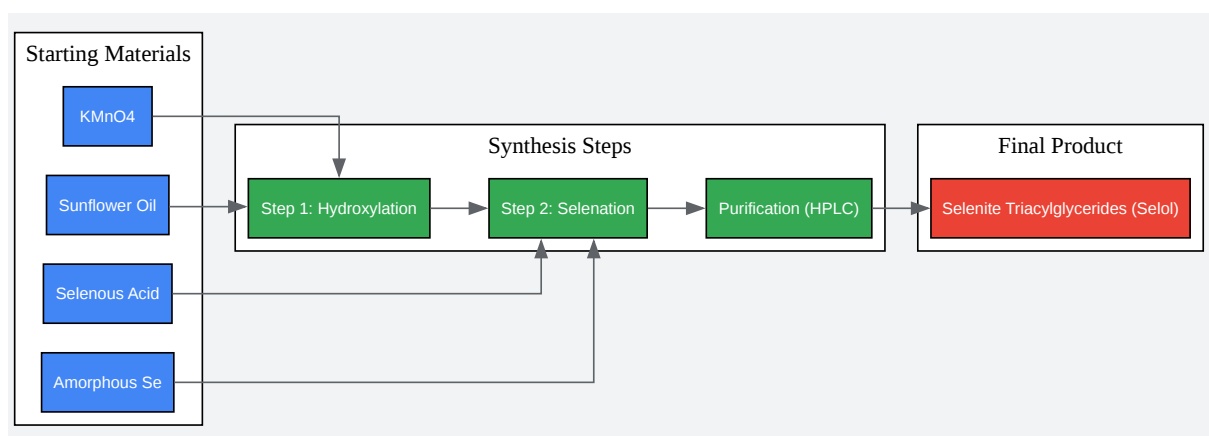 Starting Materials
KMnO4
Sunflower Oil
Selenous Acid
Amorphous Se
Synthesis Steps
Step 1: Hydroxylation
Step 2: Selenation
Purification (HPLC)
Final Product
Selenite Triacylglycerides (Selol)